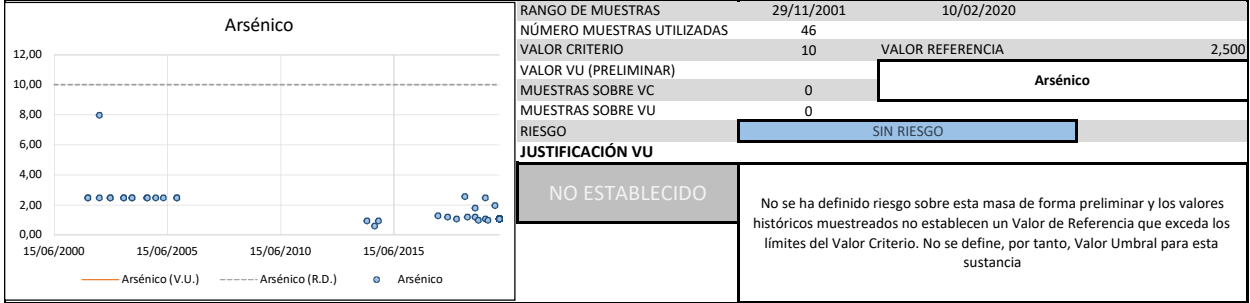 Arsénico
12,00
10,00
8,00
6,00
4,00
2,00
0,00
15/06/2000 15/06/2005 15/06/2010 15/06/2015
Arsénico (V.U.) Arsénico (R.D.) Arsénico
RANGO DE MUESTRAS 29/11/2001 10/02/2020
NÚMERO MUESTRAS UTILIZADAS 46
VALOR CRITERIO 10 VALOR REFERENCIA 2,500
VALOR VU (PRELIMINAR)
Arsénico
MUESTRAS SOBRE VC 0
MUESTRAS SOBRE VU 0
RIESGO SIN RIESGO
JUSTIFICACIÓN VU
NO ESTABLECIDO
No se ha definido riesgo sobre esta masa de forma preliminar y los valores
históricos muestreados no establecen un Valor de Referencia que exceda los
límites del Valor Criterio. No se define, por tanto, Valor Umbral para esta
sustancia